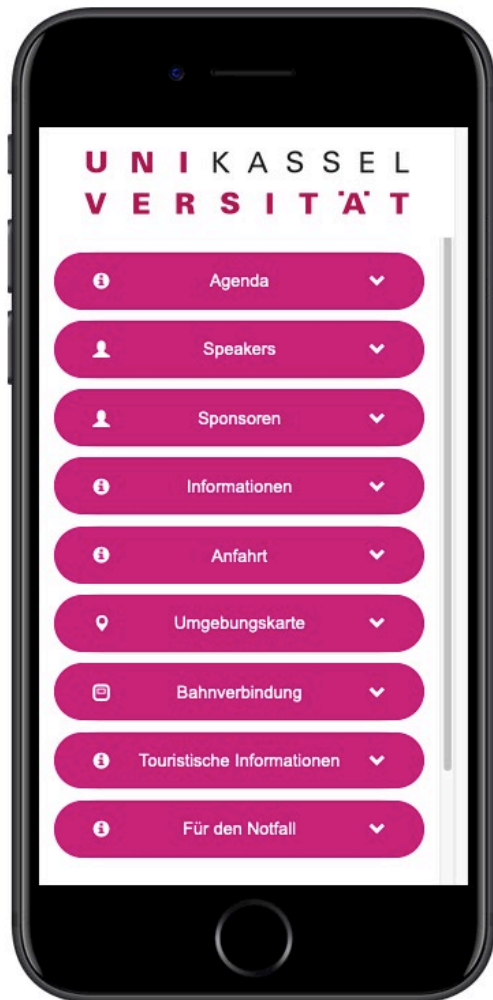 UNIKASSEL
VERSITÄT
Agenda
Speakers
Sponsoren
Informationen
Anfahrt
Umgebungskarte
Bahnverbindung
Touristische Informationen
Für den Notfall